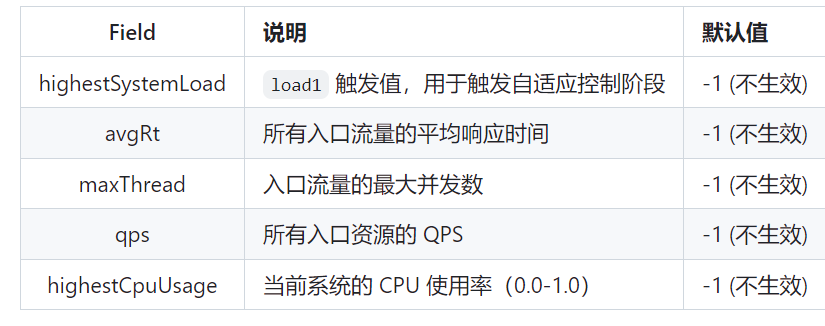 Field 说明 默认值
highestSystemLoad load1 触发值，用于触发自适应控制阶段 -1 (不生效)
avgRt 所有入口流量的平均响应时间 -1 (不生效)
maxThread 入口流量的最大并发数 -1 (不生效)
qps 所有入口资源的 QPS -1 (不生效)
highestCpuUsage 当前系统的 CPU 使用率（0.0-1.0） -1 (不生效)